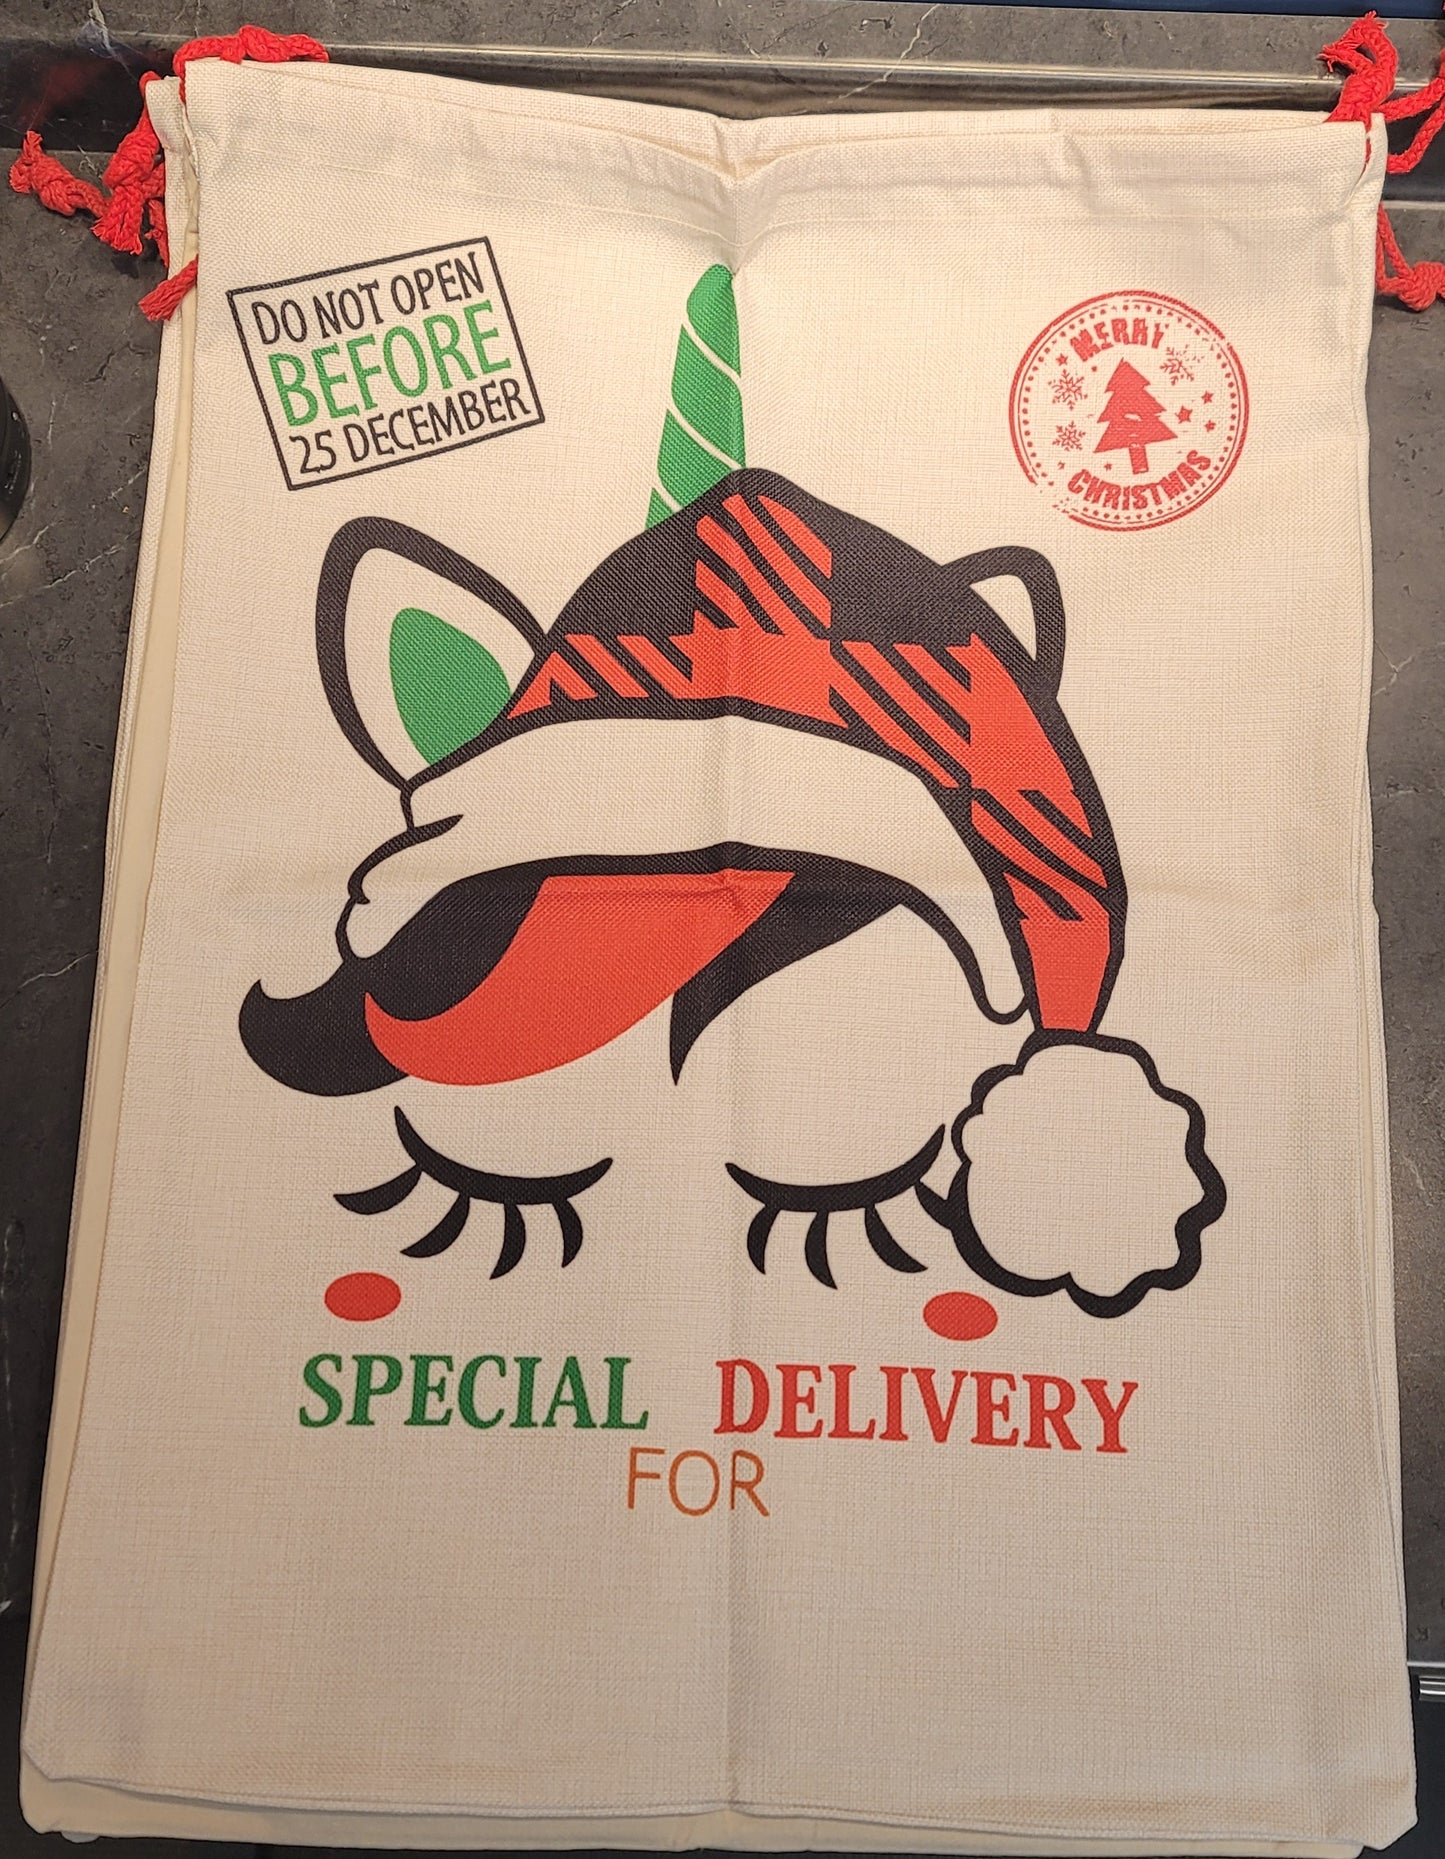 DO NOT OPEN
BEFORE
25 DECEMBER
MERRY
CHRISTMAS
SPECIAL DELIVERY
FOR